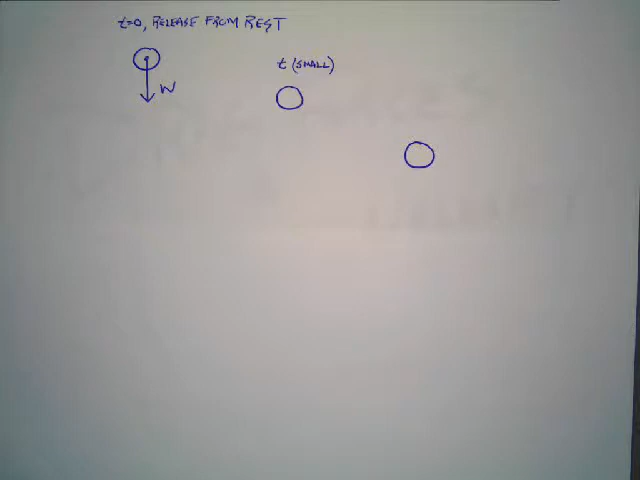 t=0, RELEASE FROM REST
t (SMALL)
W